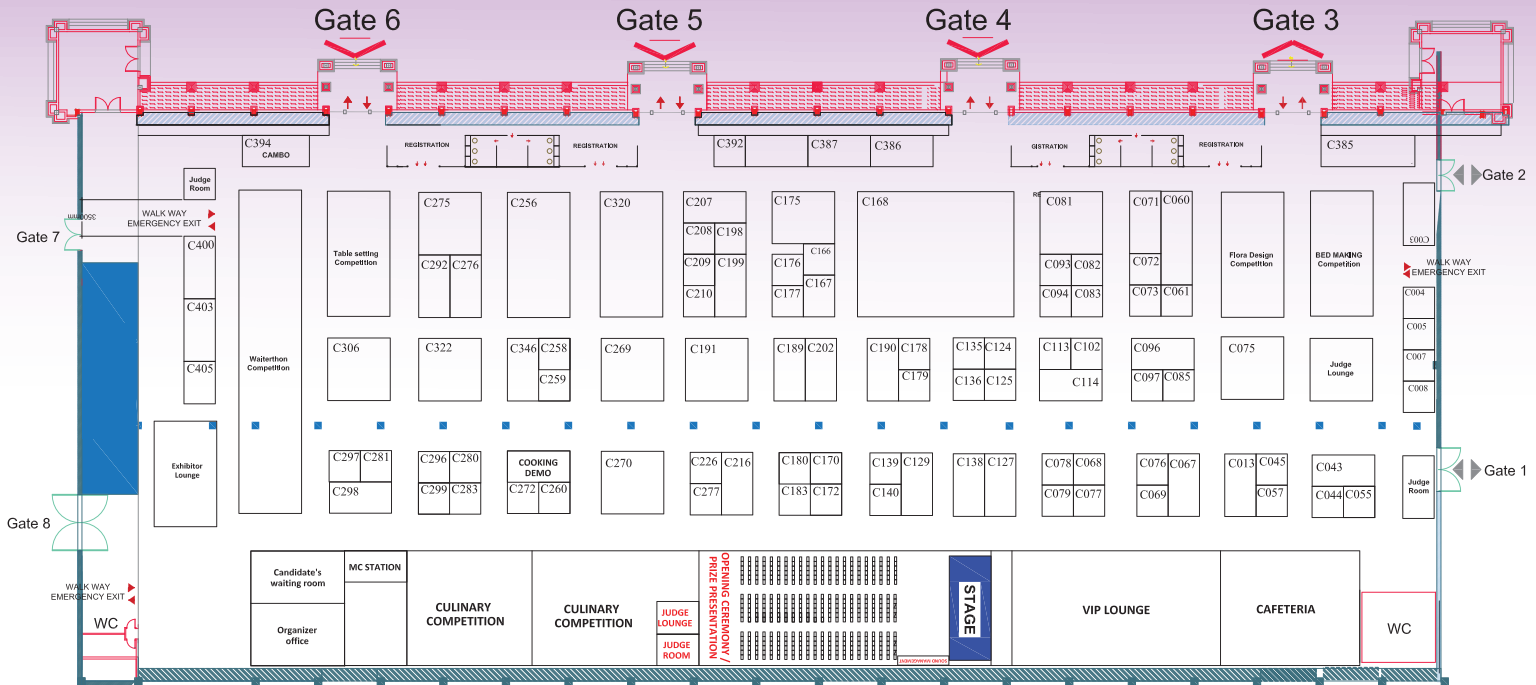 Gate 6
Gate 5
Gate 4
Gate 3
C394
CAMBO
REGISTRATION
REGISTRATION
C392
C387
C386
GISTRATION
REGISTRATION
C385
Judge
Room
Gate 2
3500mm
WALK WAY
EMERGENCY EXIT
Gate 7
C400
C403
C405
Waiterthon
Competition
Table setting
Competition
C275
C292
C276
C256
C320
C207
C208
C198
C209
C199
C210
C175
C166
C176
C167
C177
C168
RE
C081
C093
C082
C094
C083
C071
C060
C072
C073
C061
Flora Design
Competition
BED MAKING
Competition
C003
WALK WAY
EMERGENCY EXIT
C004
C005
C007
C008
C306
C322
C346
C258
C259
C269
C191
C189
C202
C190
C178
C179
C135
C124
C136
C125
C113
C102
C114
C096
C097
C085
C075
Judge
Lounge
Exhibitor
Lounge
C297
C281
C298
C296
C280
C299
C283
COOKING
DEMO
C272
C260
C270
C226
C216
C277
C180
C170
C183
C172
C139
C129
C140
C138
C127
C078
C068
C079
C077
C076
C067
C069
C013
C045
C057
C043
C044
C055
Judge
Room
Gate 1
Gate 8
WALK WAY
EMERGENCY EXIT
WC
Candidate's
waiting room
Organizer
office
MC STATION
CULINARY
COMPETITION
CULINARY
COMPETITION
JUDGE
LOUNGE
JUDGE
ROOM
OPENING CEREMONY /
PRIZE PRESENTATION
SOUND MANAGEMENT
STAGE
VIP LOUNGE
CAFETERIA
WC